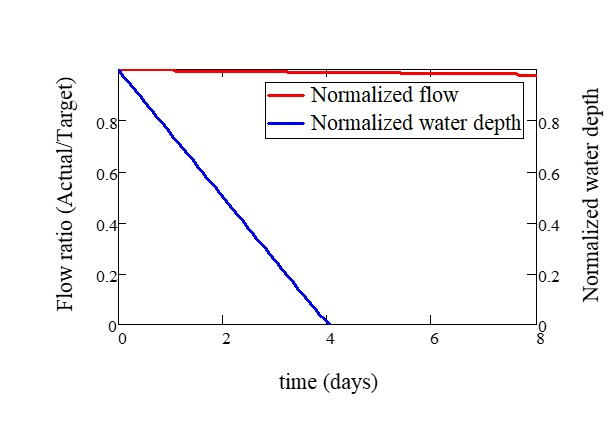 Flow ratio (Actual/Target)
Normalized flow
Normalized water depth
0.8
0.6
0.4
0.2
0
0.8
0.6
0.4
0.2
0
Normalized water depth
0 2 4 6 8
time (days)